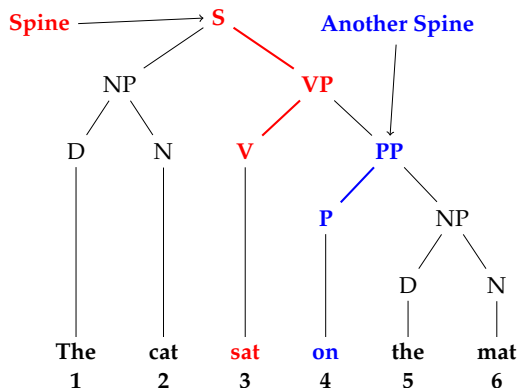 Spine S Another Spine
NP VP
D N V PP
P NP
D N
The cat sat on the mat
1 2 3 4 5 6